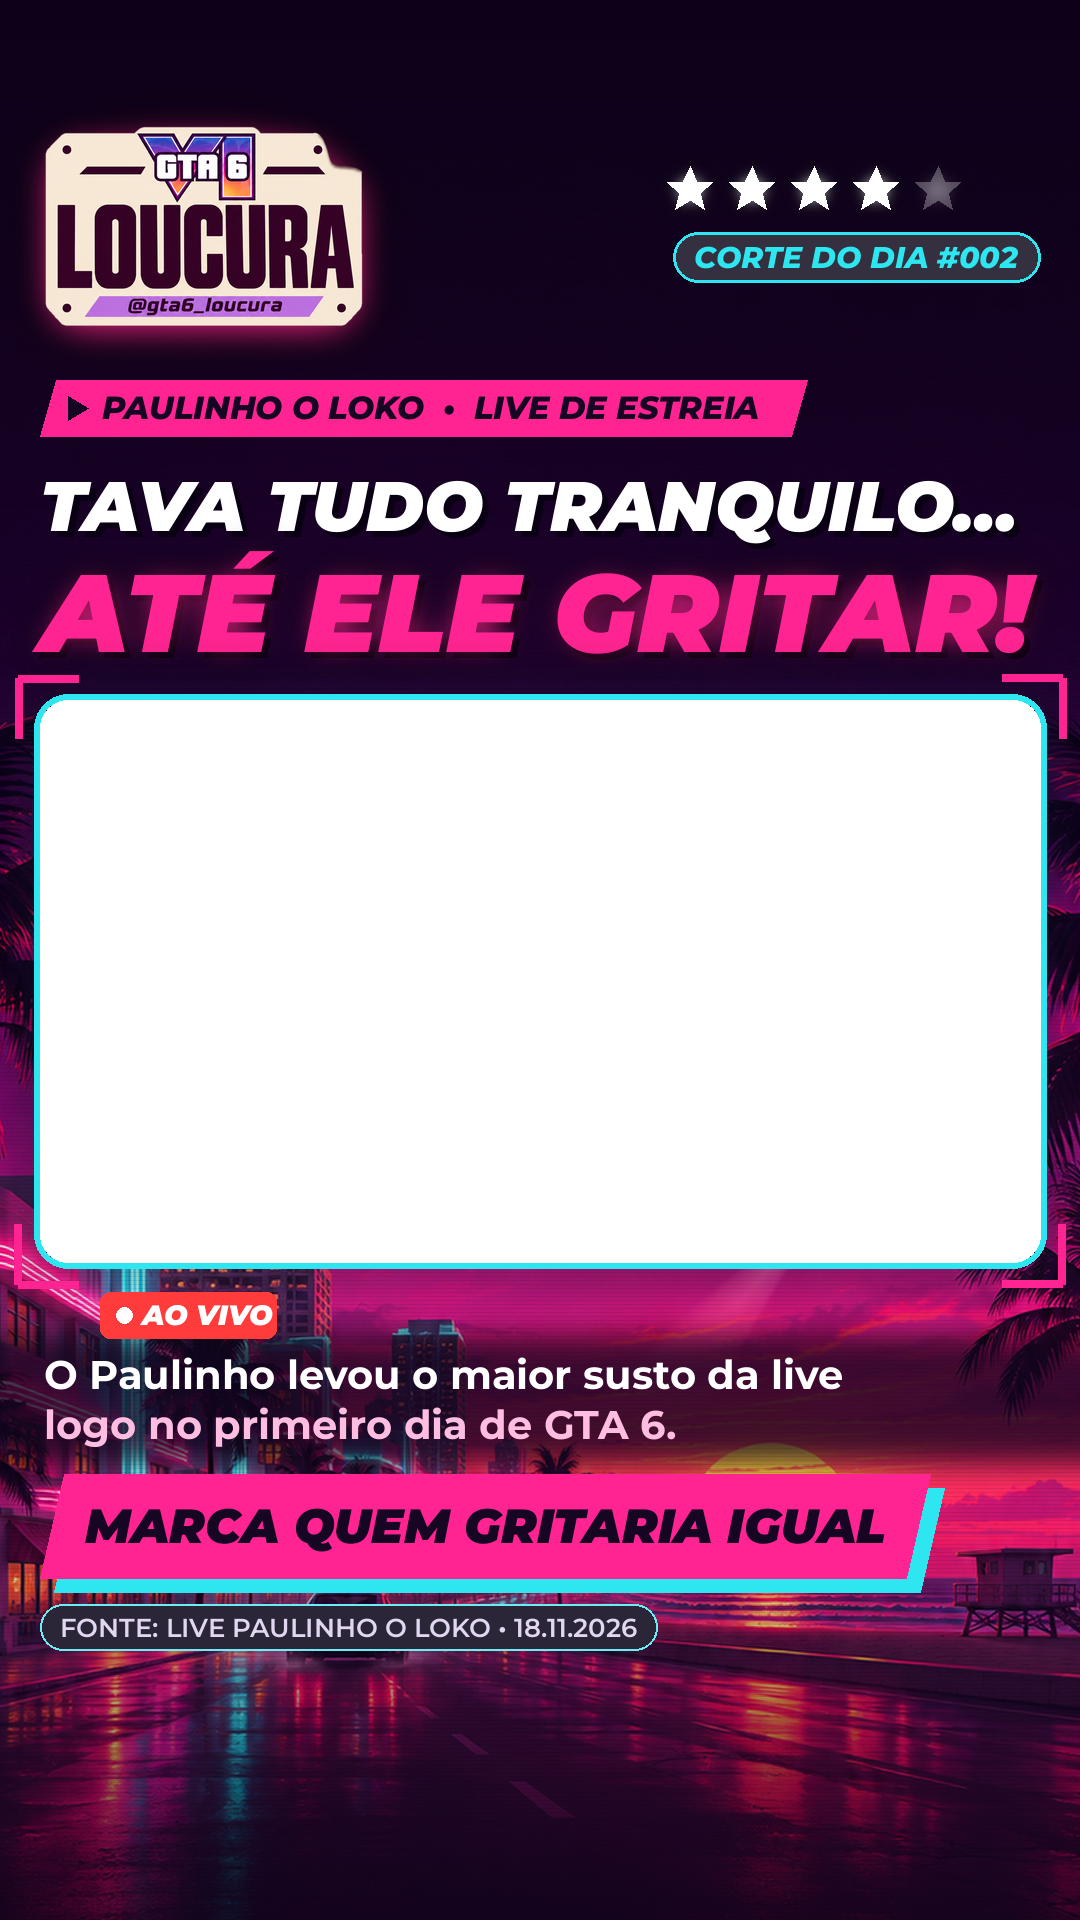 VI
GTA 6
LOUCURA
@gta6_loucura
CORTE DO DIA #002
PAULINHO O LOKO • LIVE DE ESTREIA
TAVA TUDO TRANQUILO...
ATÉ ELE GRITAR!
AO VIVO
O Paulinho levou o maior susto da live
logo no primeiro dia de GTA 6.
MARCA QUEM GRITARIA IGUAL
FONTE: LIVE PAULINHO O LOKO • 18.11.2026